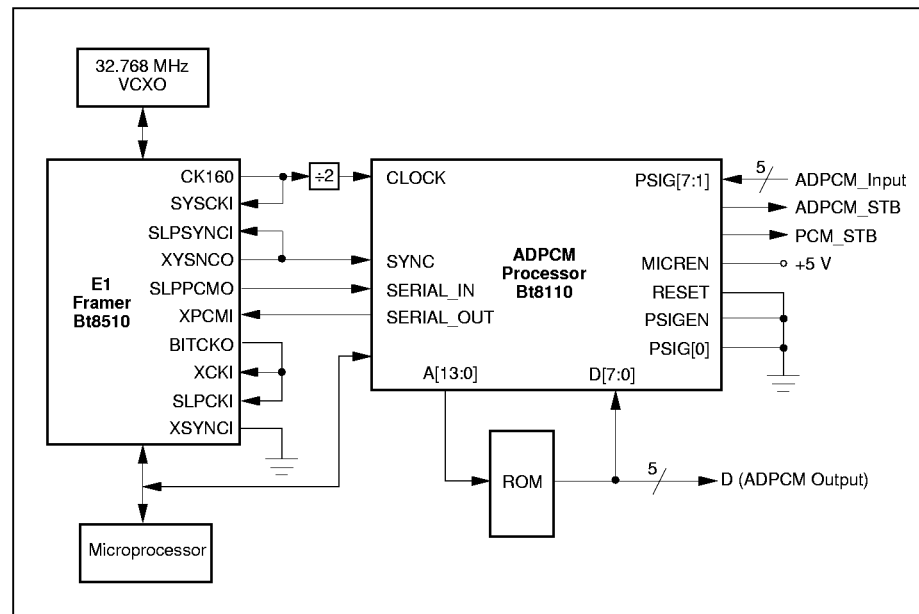 32.768 MHz
VCXO
E1
Framer
Bt8510
CK160
SYSCKI
SLPSYNCI
XYSNCO
SLPPCMO
XPCMI
BITCKO
XCKI
SLPCKI
XSYNCI
÷2
CLOCK
SYNC
SERIAL_IN
SERIAL_OUT
ADPCM
Processor
Bt8110
PSIG[7:1]
MICREN
RESET
PSIGEN
PSIG[0]
A[13:0]
D[7:0]
5
ADPCM_Input
ADPCM_STB
PCM_STB
+5 V
ROM
5
D (ADPCM Output)
Microprocessor